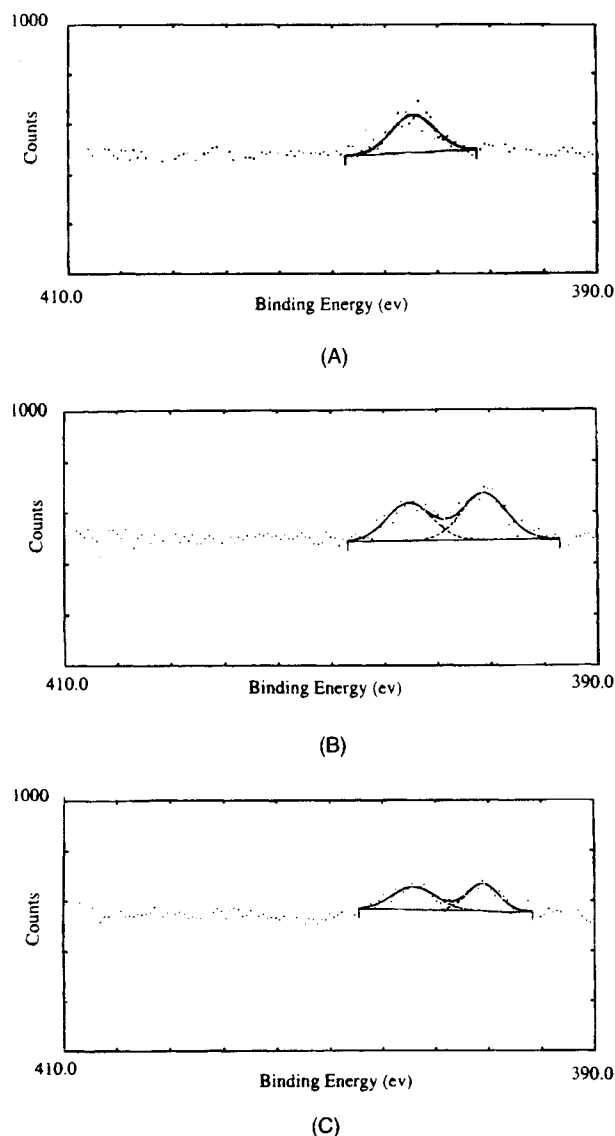 1000
Counts
410.0
390.0
Binding Energy (ev)
(A)
1000
Counts
410.0
390.0
Binding Energy (ev)
(B)
1000
Counts
410.0
390.0
Binding Energy (ev)
(C)